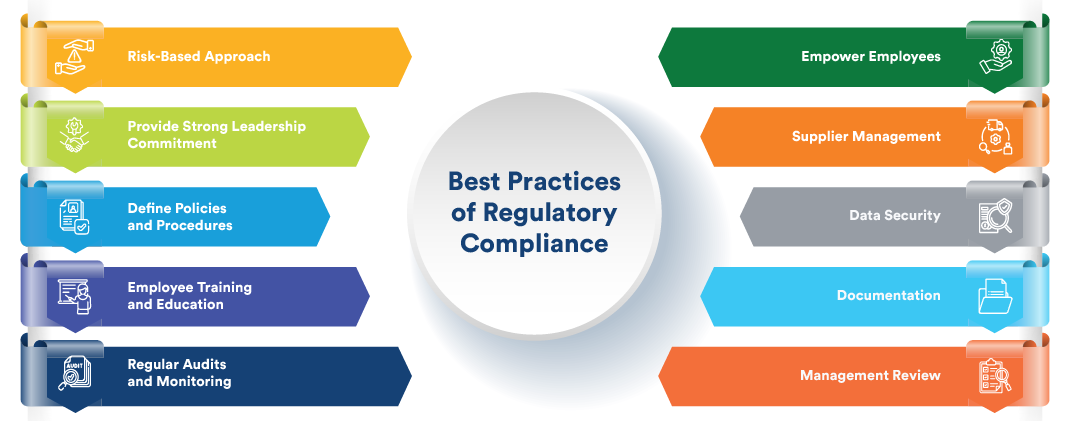 Risk-Based Approach
Provide Strong Leadership
Commitment
Define Policies
and Procedures
Employee Training
and Education
AUDIT
Regular Audits
and Monitoring
Best Practices
of Regulatory
Compliance
Empower Employees
Supplier Management
Data Security
Documentation
Management Review